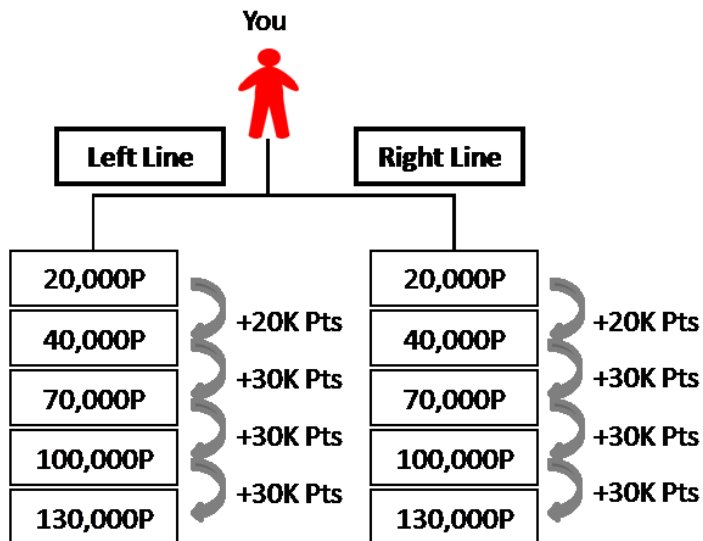 You
Left Line
Right Line
20,000P
40,000P
70,000P
100,000P
130,000P
+20K Pts
+30K Pts
+30K Pts
+30K Pts
20,000P
40,000P
70,000P
100,000P
130,000P
+20K Pts
+30K Pts
+30K Pts
+30K Pts